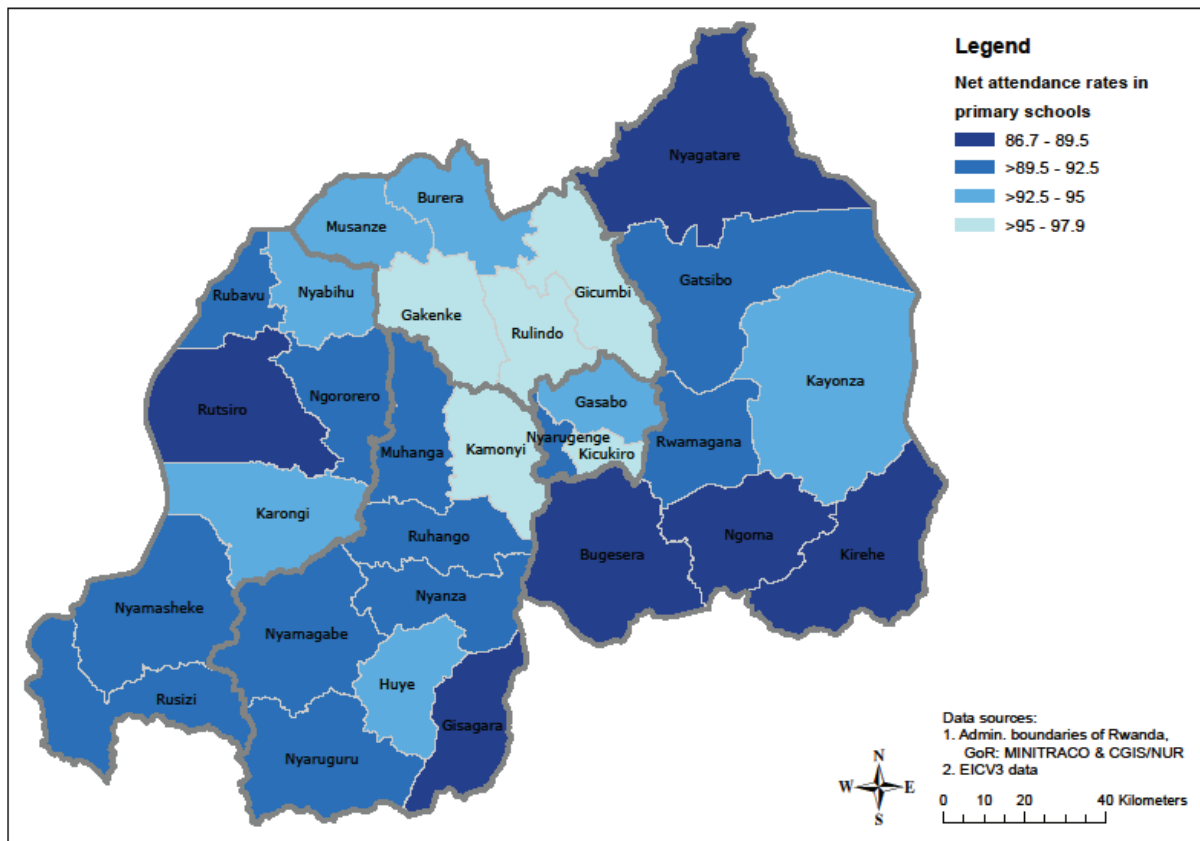 Legend
Net attendance rates in
primary schools
86.7 - 89.5
>89.5 - 92.5
>92.5 - 95
>95 - 97.9
Nyagatare
Burera
Musanze
Gicumbi
Gatsibo
Rubavu
Nyabihu
Gakenke
Rulindo
Kayonza
Rutsiro
Ngororero
Gasabo
Muhanga
Kamonyi
Nyarugenge
Kicukiro
Rwamagana
Karongi
Ruhango
Bugesera
Ngoma
Kirehe
Nyamasheke
Nyanza
Nyamagabe
Huye
Rusizi
Gisagara
Nyaruguru
Data sources:
1. Admin. boundaries of Rwanda,
GoR: MINITRACO & CGIS/NUR
2. EICV3 data
N
W E
S
0 10 20 40 Kilometers